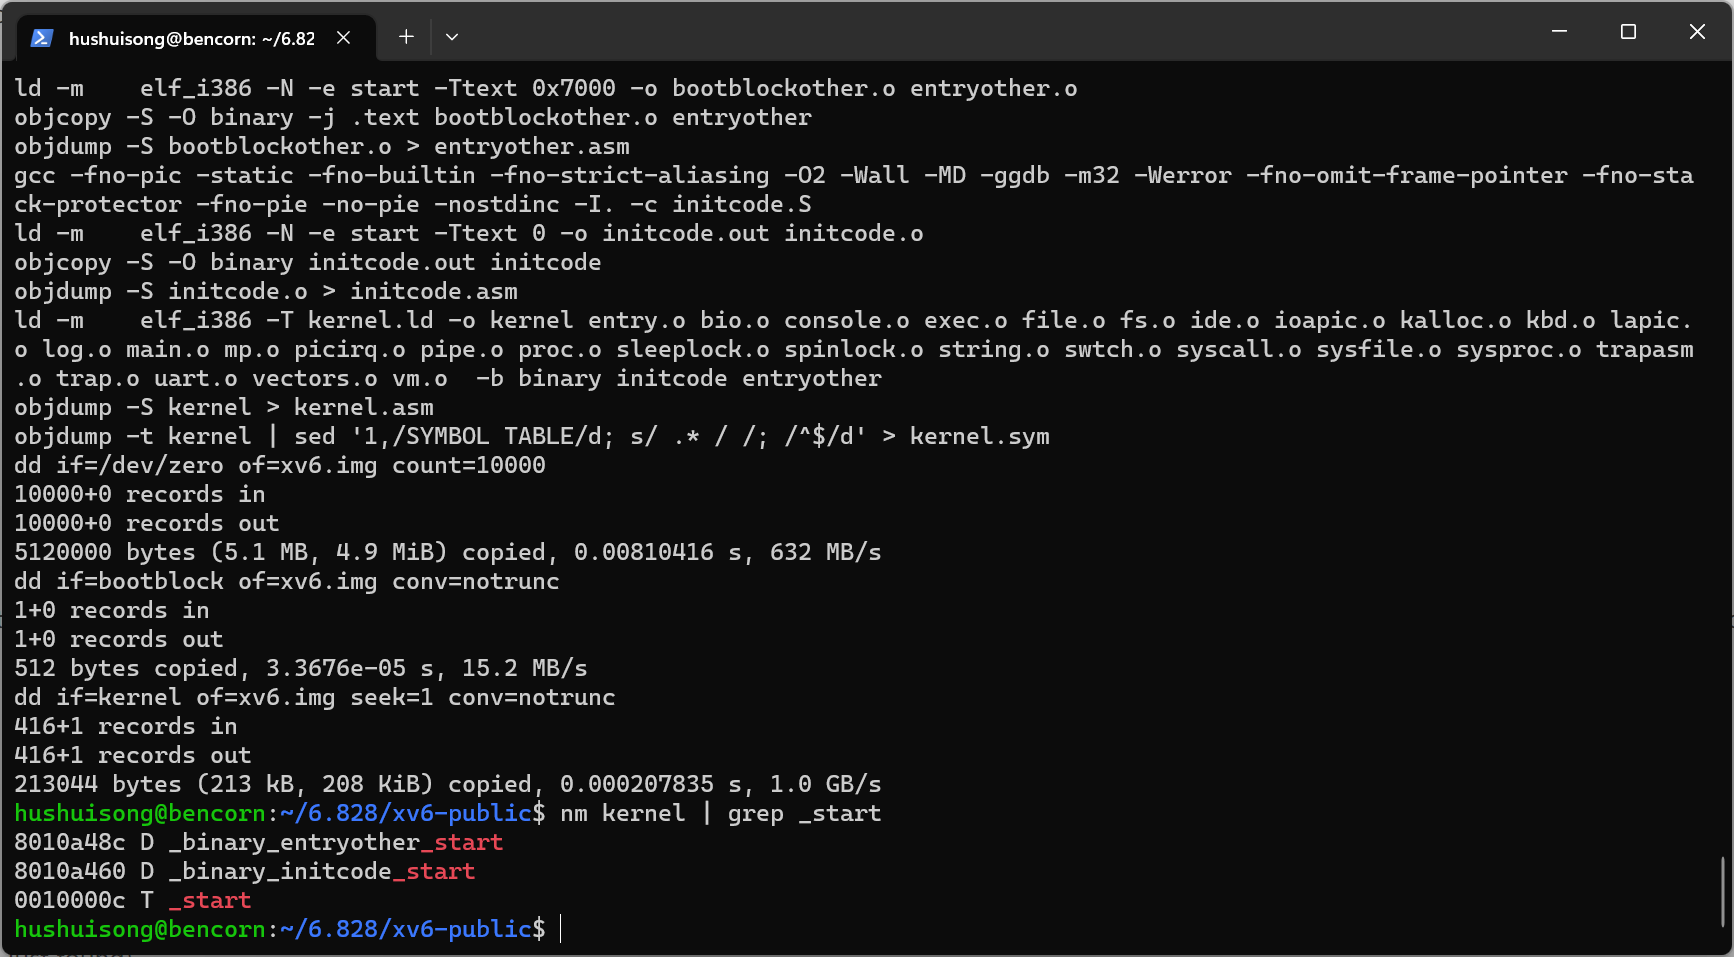 hushuisong@bencorn: ~/6.82
ld -m    elf_i386 -N -e start -Ttext 0x7000 -o bootblockother.o entryother.o
objcopy -S -O binary -j .text bootblockother.o entryother
objdump -S bootblockother.o > entryother.asm
gcc -fno-pic -static -fno-builtin -fno-strict-aliasing -O2 -Wall -MD -ggdb -m32 -Werror -fno-omit-frame-pointer -fno-sta
ck-protector -fno-pie -no-pie -nostdinc -I. -c initcode.S
ld -m    elf_i386 -N -e start -Ttext 0 -o initcode.out initcode.o
objcopy -S -O binary initcode.out initcode
objdump -S initcode.o > initcode.asm
ld -m    elf_i386 -T kernel.ld -o kernel entry.o bio.o console.o exec.o file.o fs.o ide.o ioapic.o kalloc.o kbd.o lapic.
o log.o main.o mp.o picirq.o pipe.o proc.o sleeplock.o spinlock.o string.o swtch.o syscall.o sysfile.o sysproc.o trapasm
.o trap.o uart.o vectors.o vm.o  -b binary initcode entryother
objdump -S kernel > kernel.asm
objdump -t kernel | sed '1,/SYMBOL TABLE/d; s/ .* / /; /^$/d' > kernel.sym
dd if=/dev/zero of=xv6.img count=10000
10000+0 records in
10000+0 records out
5120000 bytes (5.1 MB, 4.9 MiB) copied, 0.00810416 s, 632 MB/s
dd if=bootblock of=xv6.img conv=notrunc
1+0 records in
1+0 records out
512 bytes copied, 3.3676e-05 s, 15.2 MB/s
dd if=kernel of=xv6.img seek=1 conv=notrunc
416+1 records in
416+1 records out
213044 bytes (213 kB, 208 KiB) copied, 0.000207835 s, 1.0 GB/s
hushuisong@bencorn:~/6.828/xv6-public$ nm kernel | grep _start
8010a48c D _binary_entryother_start
8010a460 D _binary_initcode_start
0010000c T _start
hushuisong@bencorn:~/6.828/xv6-public$